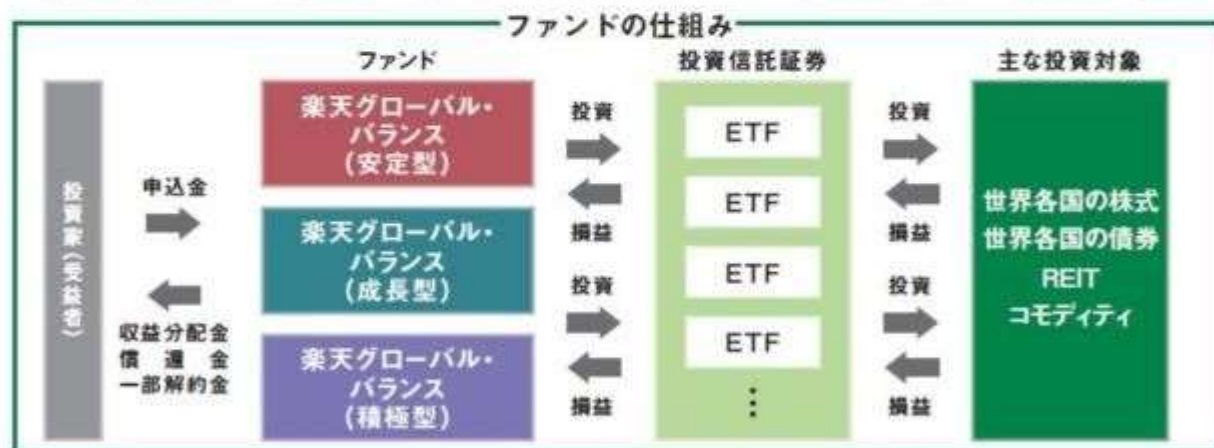 ファンドの仕組み
ファンド
投資信託証券
主な投資対象
投資家(受益者)
申込金
収益分配金
償還金
一部解約金
楽天グローバル・
バランス
(安定型)
楽天グローバル・
バランス
(成長型)
楽天グローバル・
バランス
(積極型)
投資
損益
投資
損益
ETF
ETF
ETF
ETF
⋮
投資
損益
投資
損益
世界各国の株式
世界各国の債券
REIT
コモディティ